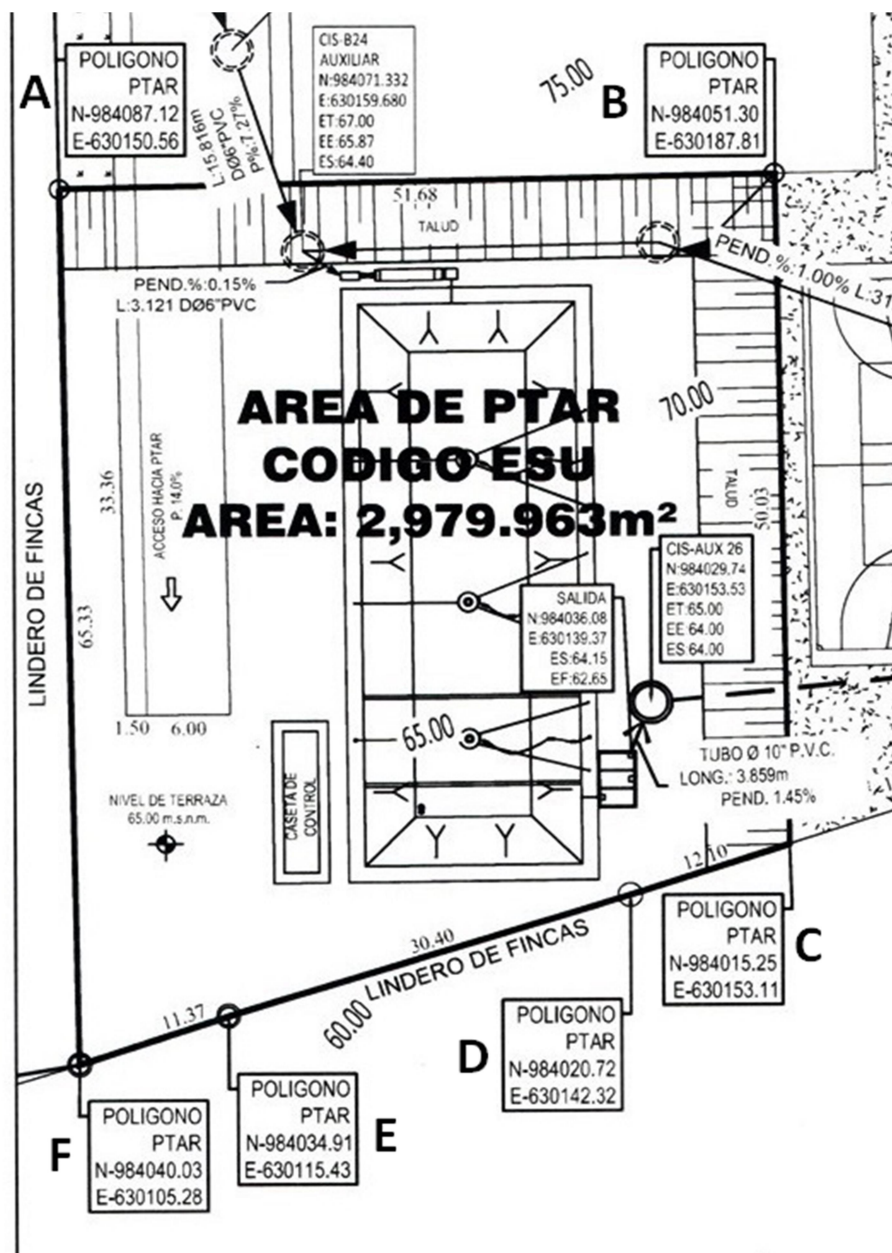 A
POLIGONO
PTAR
N-984087.12
E-630150.56
CIS-B24
AUXILIAR
N:984071.332
E:630159.680
ET:67.00
EE:65.87
ES:64.40
75.00
B
POLIGONO
PTAR
N-984051.30
E-630187.81
L:15.816m
DØ6"PVC
P%:7.27%
51.68
TALUD
PEND.%:0.15%
L:3.121 DØ6"PVC
PEND.%:1.00% L:31
AREA DE PTAR
CODIGO ESU
AREA: 2,979.963m²
70.00
TALUD
50.03
LINDERO DE FINCAS
33.36
ACCESO HACIA PTAR
P. 14.0%
65.33
SALIDA
N:984036.08
E:630139.37
ES:64.15
EF:62.65
CIS-AUX 26
N:984029.74
E:630153.53
ET:65.00
EE:64.00
ES:64.00
1.50 6.00
65.00
TUBO Ø 10" P.V.C.
LONG.: 3.859m
PEND. 1.45%
NIVEL DE TERRAZA
65.00 m.s.n.m.
CASETA DE
CONTROL
12.10
30.40
LINDERO DE FINCAS
11.37
60.00
POLIGONO
PTAR
N-984015.25
E-630153.11
C
D
POLIGONO
PTAR
N-984020.72
E-630142.32
POLIGONO
PTAR
N-984034.91
E-630115.43
E
F
POLIGONO
PTAR
N-984040.03
E-630105.28